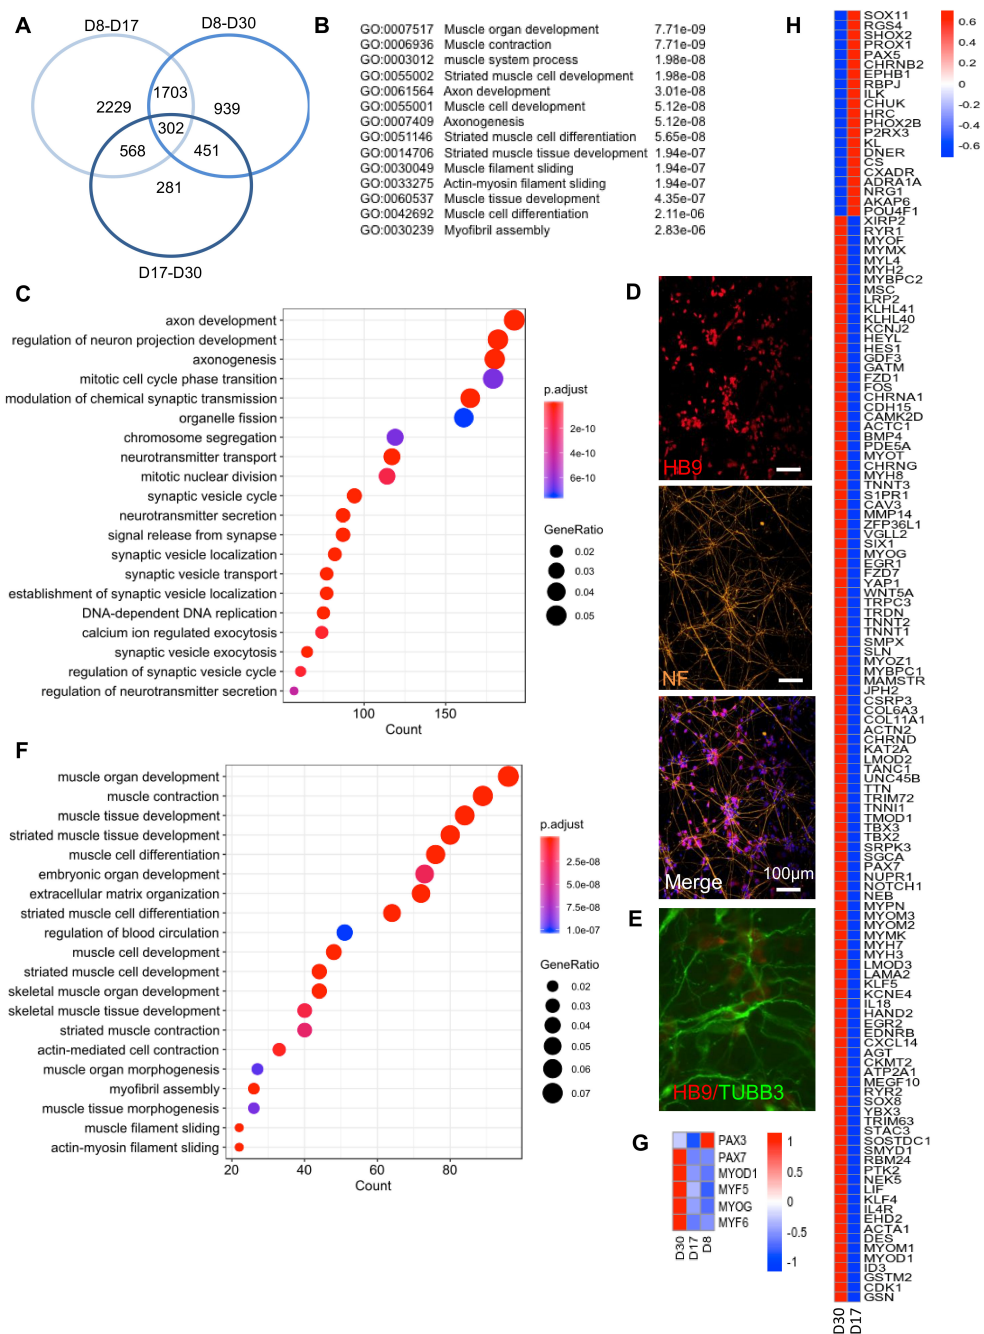 A
D8-D17
D8-D30
2229
1703
939
302
568
451
281
D17-D30
B
GO:0007517 Muscle organ development 7.71e-09
GO:0006936 Muscle contraction 7.71e-09
GO:0003012 muscle system process 1.98e-08
GO:0055002 Striated muscle cell development 1.98e-08
GO:0061564 Axon development 3.01e-08
GO:0055001 Muscle cell development 5.12e-08
GO:0007409 Axonogenesis 5.12e-08
GO:0051146 Striated muscle cell differentiation 5.65e-08
GO:0014706 Striated muscle tissue development 1.94e-07
GO:0030049 Muscle filament sliding 1.94e-07
GO:0033275 Actin-myosin filament sliding 1.94e-07
GO:0060537 Muscle tissue development 4.35e-07
GO:0042692 Muscle cell differentiation 2.11e-06
GO:0030239 Myofibril assembly 2.83e-06
C
axon development
regulation of neuron projection development
axonogenesis
mitotic cell cycle phase transition
modulation of chemical synaptic transmission
organelle fission
chromosome segregation
neurotransmitter transport
mitotic nuclear division
synaptic vesicle cycle
neurotransmitter secretion
signal release from synapse
synaptic vesicle localization
synaptic vesicle transport
establishment of synaptic vesicle localization
DNA-dependent DNA replication
calcium ion regulated exocytosis
synaptic vesicle exocytosis
regulation of synaptic vesicle cycle
regulation of neurotransmitter secretion
100
150
Count
p.adjust
2e-10
4e-10
6e-10
GeneRatio
0.02
0.03
0.04
0.05
D
HB9
NF
Merge
100μm
E
HB9/TUBB3
F
muscle organ development
muscle contraction
muscle tissue development
striated muscle tissue development
muscle cell differentiation
embryonic organ development
extracellular matrix organization
striated muscle cell differentiation
regulation of blood circulation
muscle cell development
striated muscle cell development
skeletal muscle organ development
skeletal muscle tissue development
striated muscle contraction
actin-mediated cell contraction
muscle organ morphogenesis
myofibril assembly
muscle tissue morphogenesis
muscle filament sliding
actin-myosin filament sliding
20
40
60
80
Count
p.adjust
2.5e-08
5.0e-08
7.5e-08
1.0e-07
GeneRatio
0.02
0.03
0.04
0.05
0.06
0.07
G
PAX3
PAX7
MYOD1
MYF5
MYOG
MYF6
D30
D17
D8
1
0.5
0
-0.5
-1
H
SOX11
RGS4
SHOX2
PROX1
PAX5
CHRNB2
EPHB1
RBPJ
ILK
CHUK
HRC
PHOX2B
P2RX3
KL
DNER
CS
CXADR
ADRA1A
NRG1
AKAP6
POU4F1
XIRP2
RYR1
MYOF
MYMX
MYL4
MYH2
MYBPC2
MSC
LRP2
KLHL41
KLHL40
KCNJ2
HEYL
HES1
GDF3
GATM
FZD1
FOS
CHRNA1
CDH15
CAMK2D
ACTC1
BMP4
PDE5A
MYOT
CHRNG
MYH8
TNNT3
S1PR1
CAV3
MMP14
ZFP36L1
VGLL2
SIX1
MYOG
EGR1
FZD7
YAP1
WNT5A
TRPC3
TRDN
TNNT2
TNNT1
SMPX
SLN
MYOZ1
MYBPC1
MAMSTR
JPH2
CSRP3
COL6A3
COL11A1
ACTN2
CHRND
KAT2A
LMOD2
TANC1
UNC45B
TTN
TRIM72
TNNI1
TMOD1
TBX3
TBX2
SRPK3
SGCA
PAX7
NUPR1
NOTCH1
NEB
MYPN
MYOM3
MYOM2
MYMK
MYH7
MYH3
LMOD3
LAMA2
KLF5
KCNE4
IL18
HAND2
EGR2
EDNRB
CXCL14
AGT
CKMT2
ATP2A1
MEGF10
RYR2
SOX8
YBX3
TRIM63
STAC3
SOSTDC1
SMYD1
RBM24
PTK2
NEK5
LIF
KLF4
IL4R
EHD2
ACTA1
DES
MYOM1
MYOD1
ID3
GSTM2
CDK1
GSN
D30
D17
0.6
0.4
0.2
0
-0.2
-0.4
-0.6